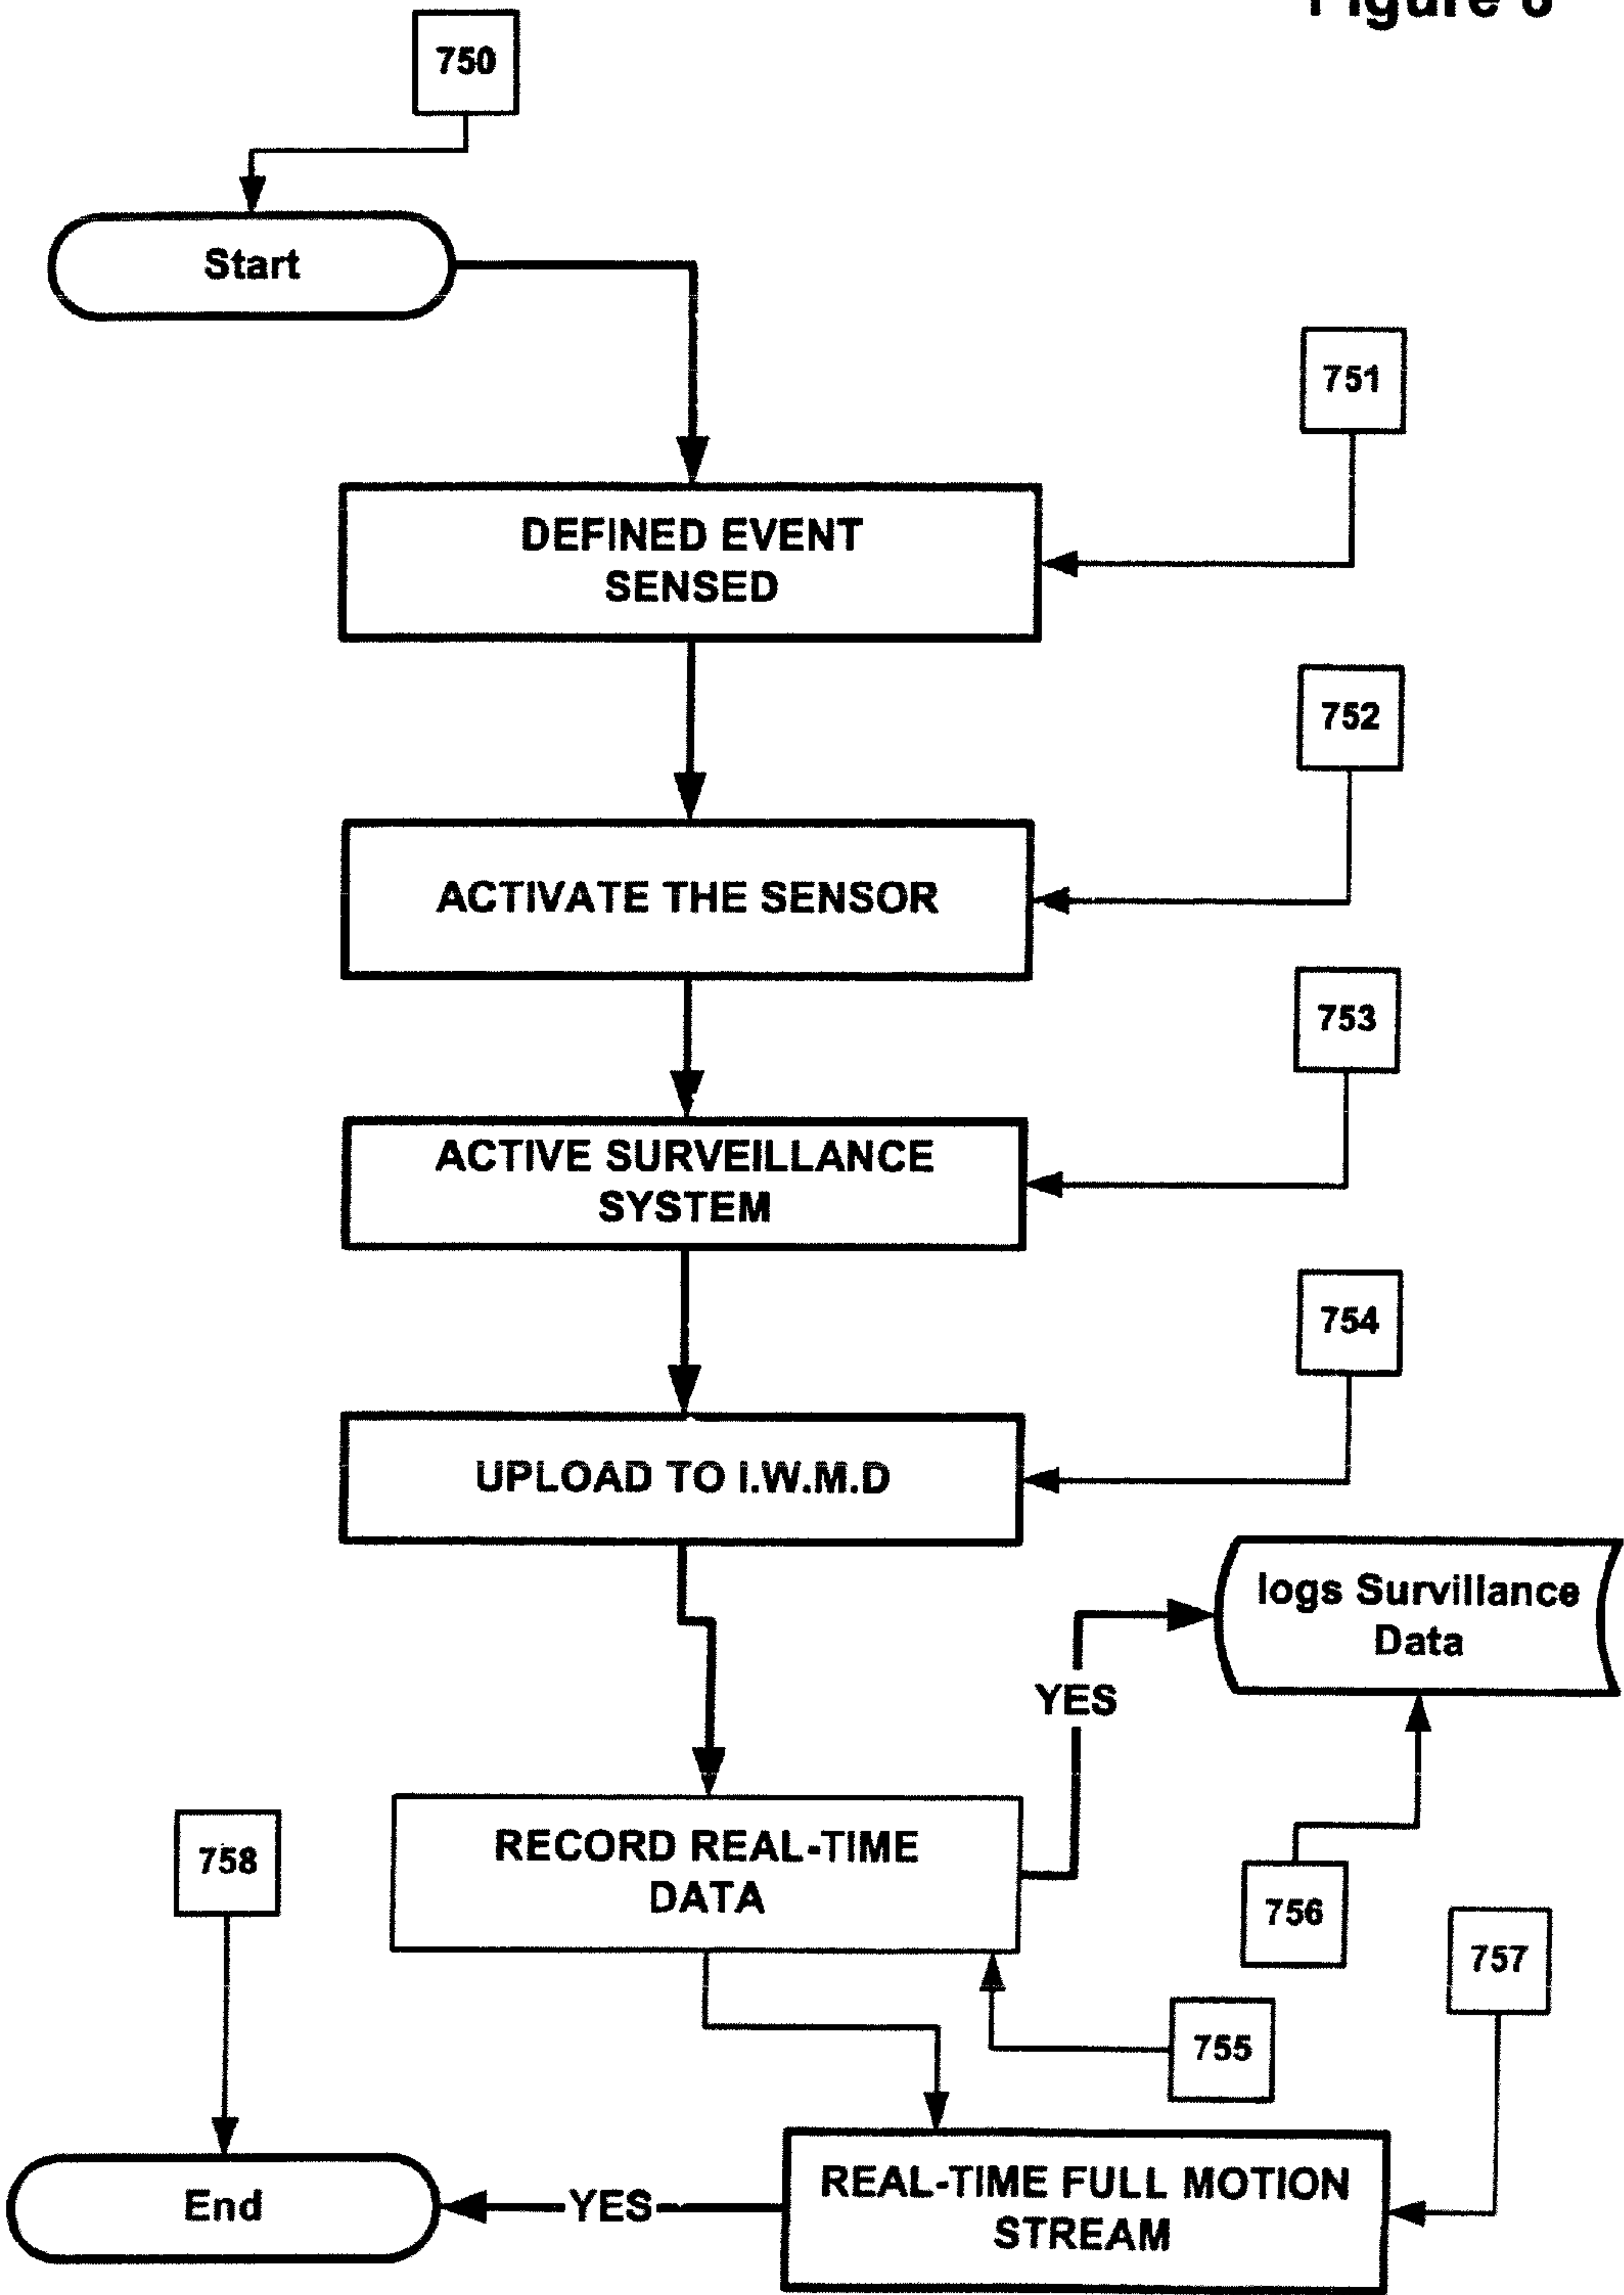 Figure
750
Start
751
DEFINED EVENT
SENSED
752
ACTIVATE THE SENSOR
753
ACTIVE SURVEILLANCE
SYSTEM
754
UPLOAD TO I.W.M.D
logs Survillance
Data
YES
RECORD REAL-TIME
DATA
758
756
757
755
REAL-TIME FULL MOTION
STREAM
YES
End